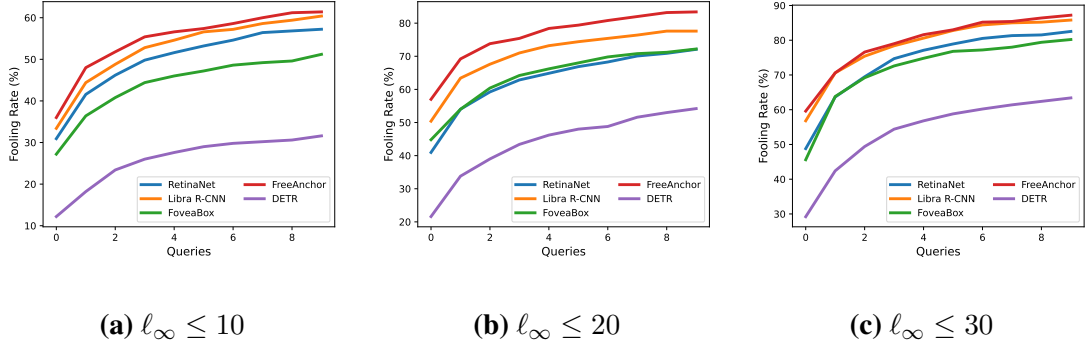 60
50
40
30
20
10
Fooling Rate (%)
0 2 4 6 8
Queries
RetinaNet
Libra R-CNN
FoveaBox
FreeAnchor
DETR
(a) ℓ∞ ≤ 10
80
70
60
50
40
30
20
Fooling Rate (%)
0 2 4 6 8
Queries
RetinaNet
Libra R-CNN
FoveaBox
FreeAnchor
DETR
(b) ℓ∞ ≤ 20
90
80
70
60
50
40
30
Fooling Rate (%)
0 2 4 6 8
Queries
RetinaNet
Libra R-CNN
FoveaBox
FreeAnchor
DETR
(c) ℓ∞ ≤ 30